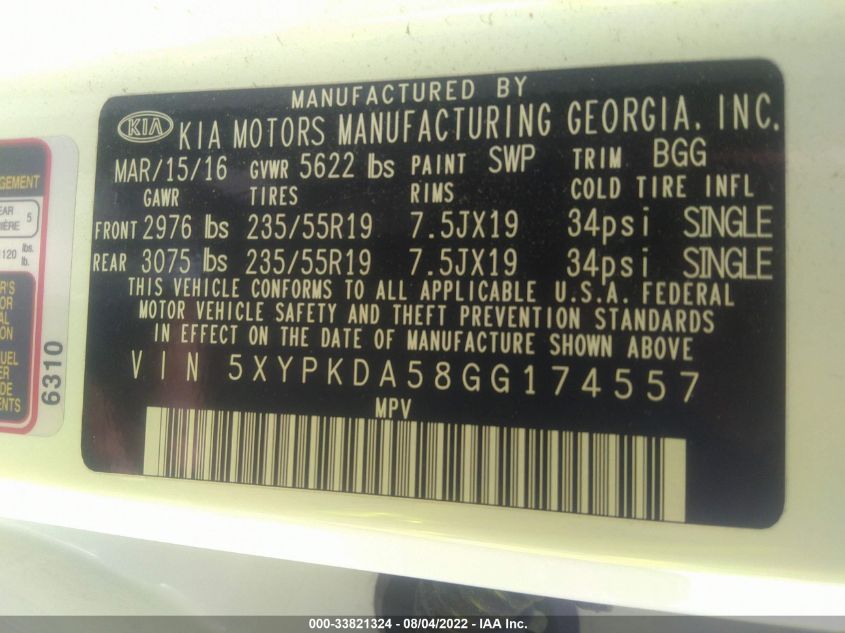 MANUFACTURED BY
KIA KIA MOTORS MANUFACTURING GEORGIA, INC.
MAR/15/16 GVWR 5622 lbs PAINT SWP TRIM BGG
GAWR TIRES RIMS COLD TIRE INFL
FRONT 2976 lbs 235/55R19 7.5JX19 34psi SINGLE
REAR 3075 lbs 235/55R19 7.5JX19 34psi SINGLE
THIS VEHICLE CONFORMS TO ALL APPLICABLE U.S.A. FEDERAL
MOTOR VEHICLE SAFETY AND THEFT PREVENTION STANDARDS
IN EFFECT ON THE DATE OF MANUFACTURE SHOWN ABOVE
VIN 5XYPKDA58GG174557
MPV
5
120 lbs.
lb.
6310
000-33821324 - 08/04/2022 - IAA Inc.